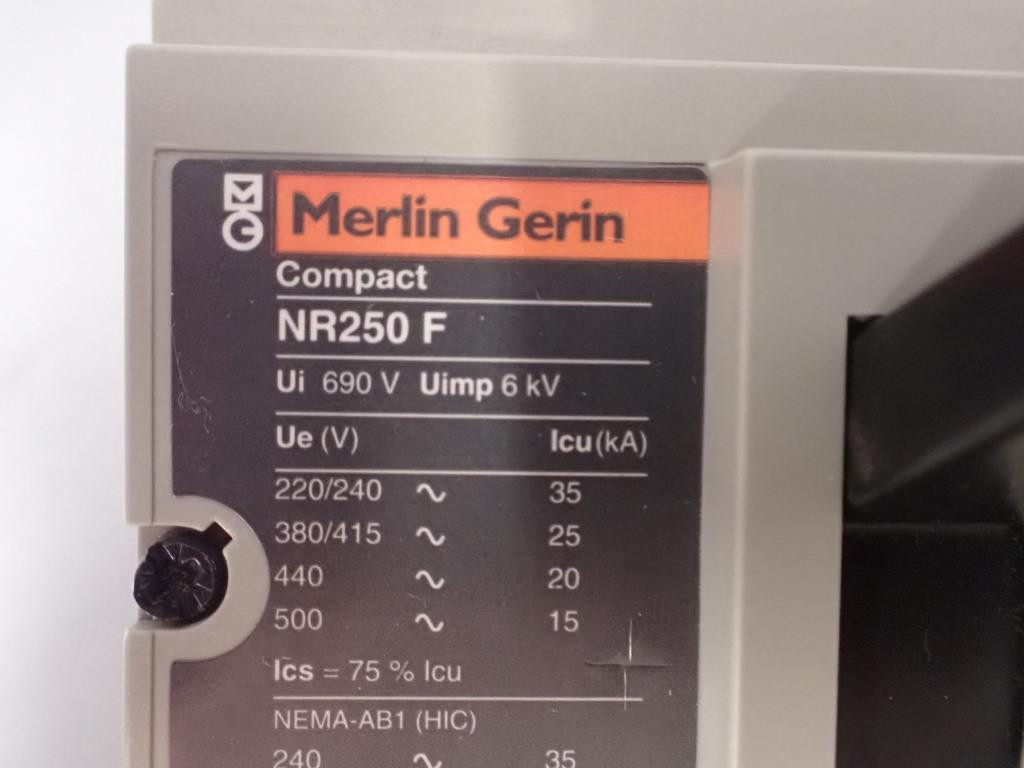 MG
Merlin Gerin
Compact
NR250 F
Ui 690 V Uimp 6 kV
Ue (V) Icu (kA)
220/240 ~ 35
380/415 ~ 25
440 ~ 20
500 ~ 15
Ics = 75 % Icu
NEMA-AB1 (HIC)
240 ~ 35